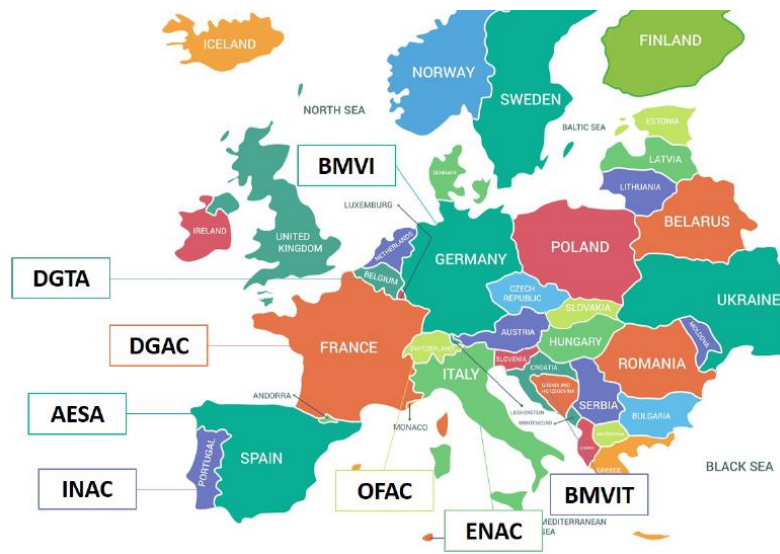 ICELAND
FINLAND
NORWAY
SWEDEN
NORTH SEA
BALTIC SEA
ESTONIA
LATVIA
LITHUANIA
BMVI
DENMARK
LUXEMBURG
IRELAND
UNITED
KINGDOM
NETHERLANDS
BELARUS
POLAND
GERMANY
BELGIUM
DGTA
CZECH
REPUBLIC
UKRAINE
SLOVAKIA
AUSTRIA
MOLDOVA
DGAC
FRANCE
SWITZERLAND
HUNGARY
SLOVENIA
ROMANIA
ITALY
CROATIA
BOSNIA AND
HERZEGOVINA
SERBIA
ANDORRA
AESA
MONACO
LIECHENSTEIN
MONTENEGRO
BULGARIA
PORTUGAL
SPAIN
GREECE
BLACK SEA
INAC
OFAC
BMVIT
ENAC
MEDITERRANEAN
SEA